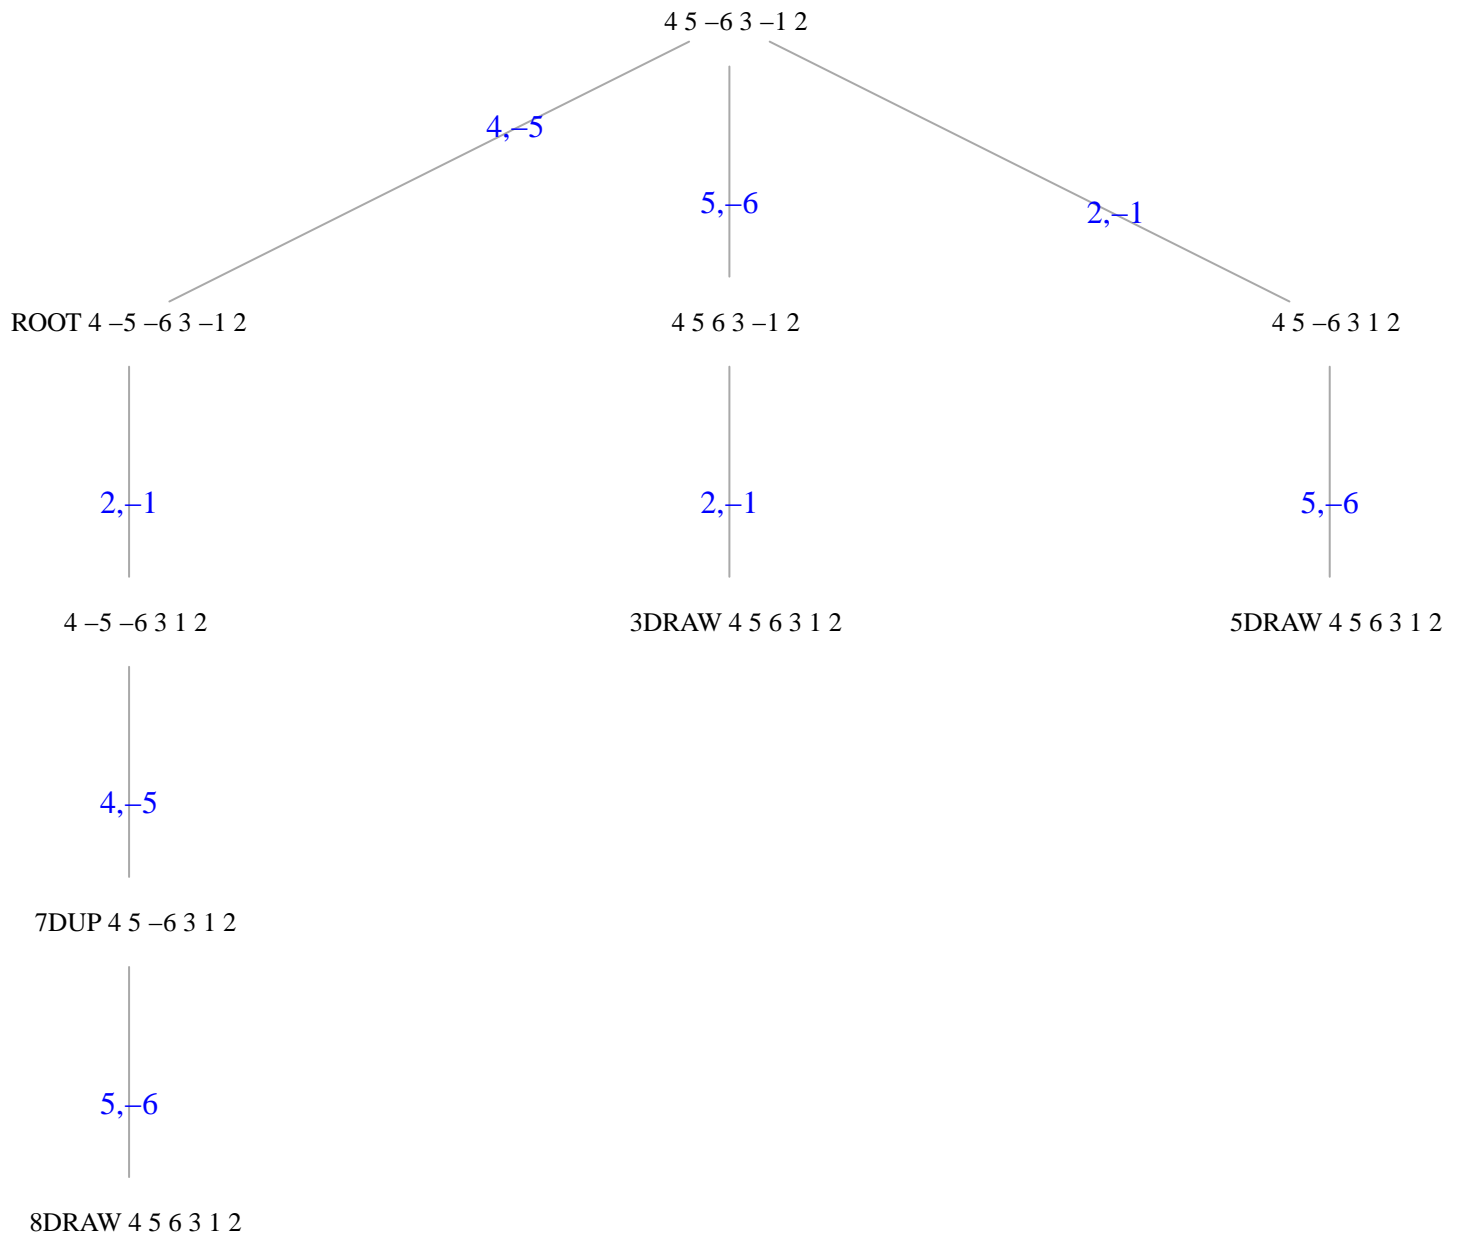 4 5 –6 3 –1 2
4,–5
5,–6
2,–1
ROOT 4 –5 –6 3 –1 2
4 5 6 3 –1 2
4 5 –6 3 1 2
2,–1
2,–1
5,–6
4 –5 –6 3 1 2
3DRAW 4 5 6 3 1 2
5DRAW 4 5 6 3 1 2
4,–5
7DUP 4 5 –6 3 1 2
5,–6
8DRAW 4 5 6 3 1 2